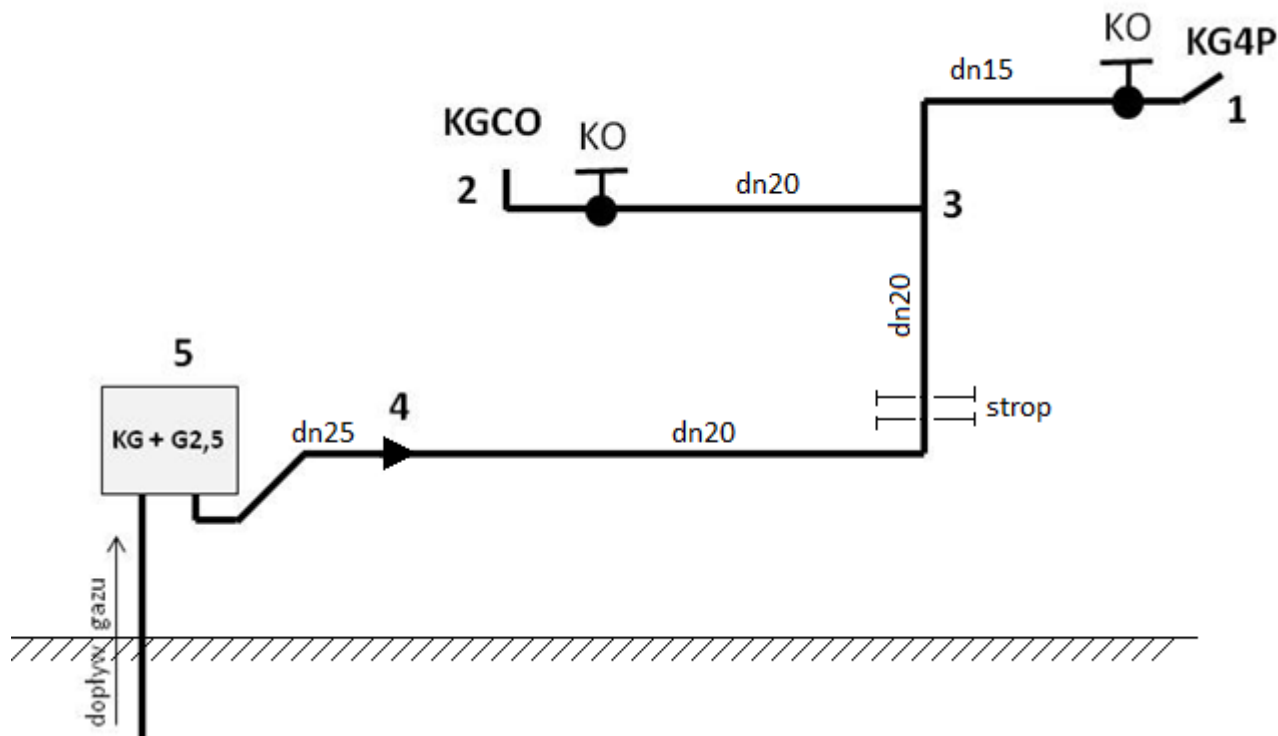 KO
KG4P
dn15
1
KGCO
KO
2
dn20
3
dn20
5
4
strop
KG + G2,5
dn25
dn20
dopływ gazu